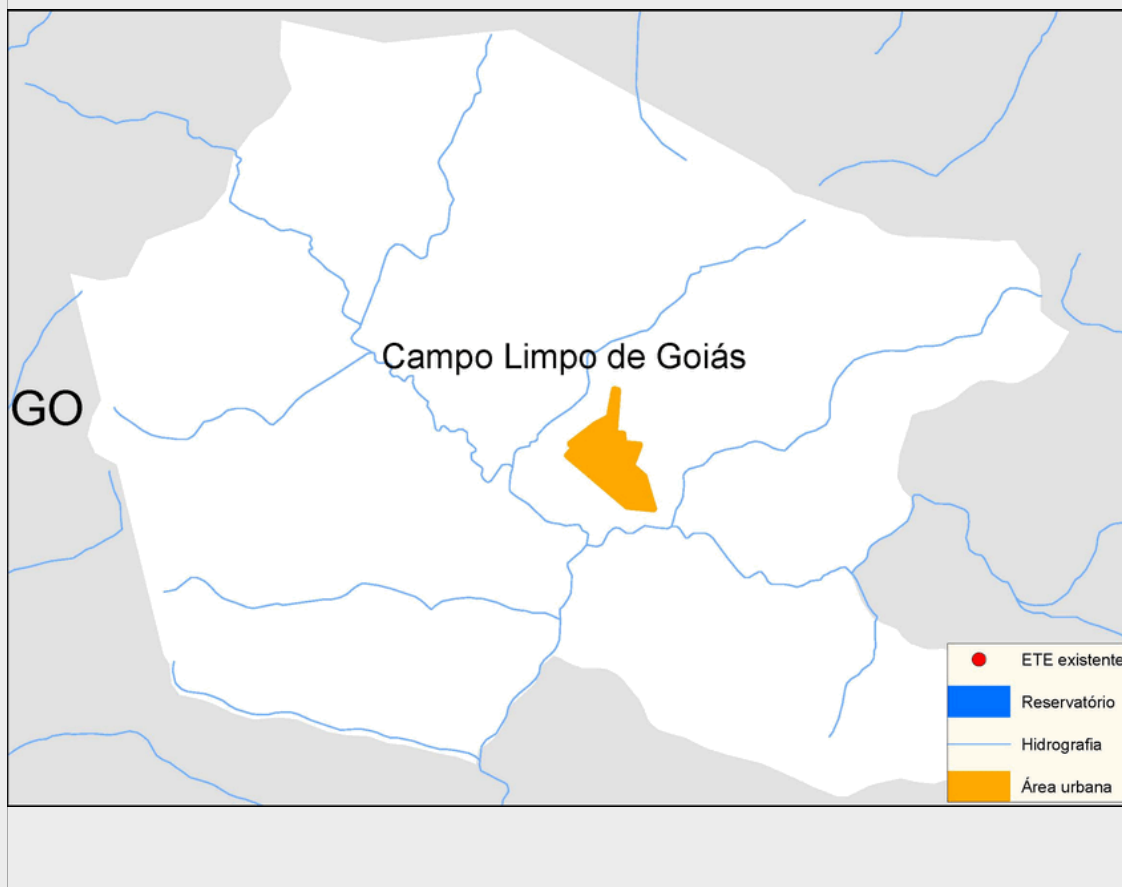 Campo Limpo de Goiás
GO
ETE existente
Reservatório
Hidrografia
Área urbana